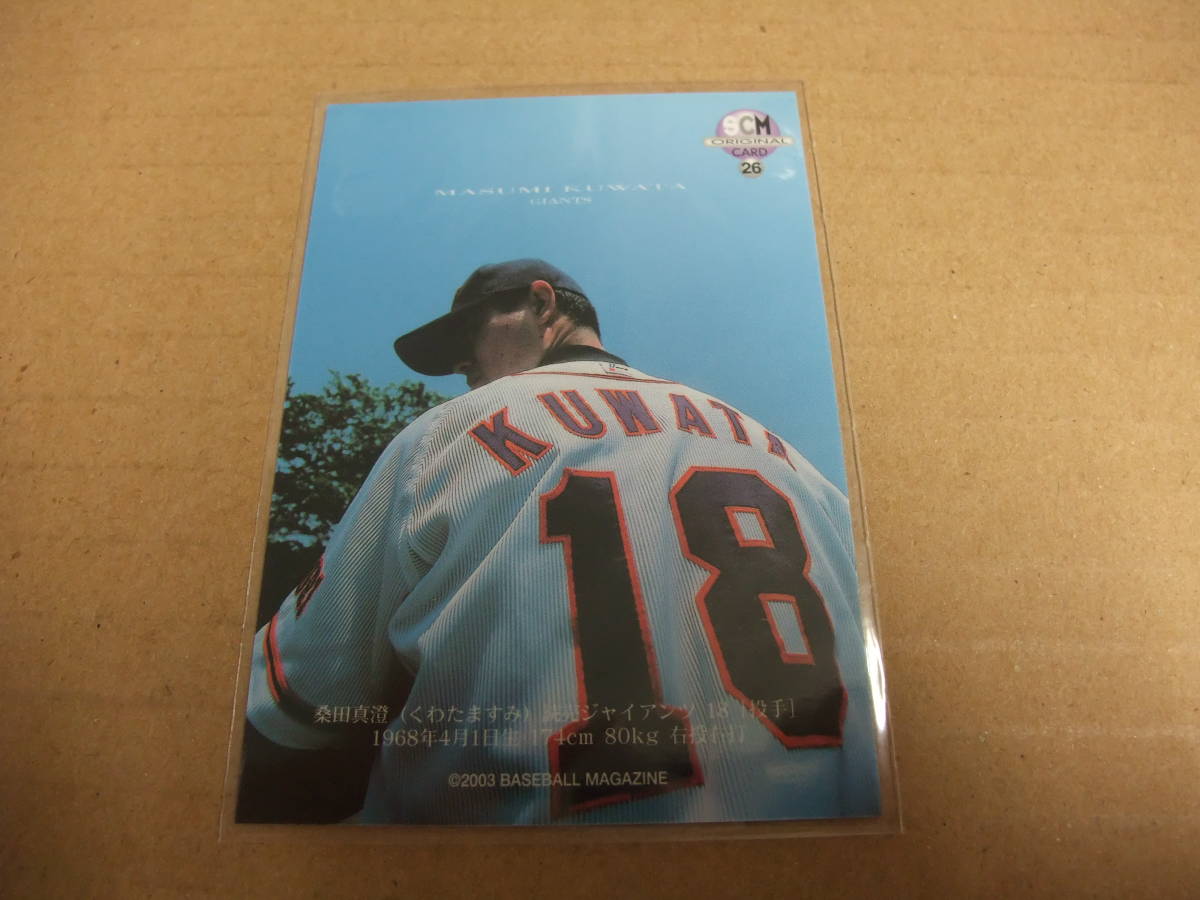 SCM
ORIGINAL
CARD
26
MASUMI KUWATA
GIANTS
KUWATA
18
桑田真澄（くわたますみ）読売ジャイアンツ 18［投手］
1968年4月1日生 174cm 80kg 右投右打
©2003 BASEBALL MAGAZINE